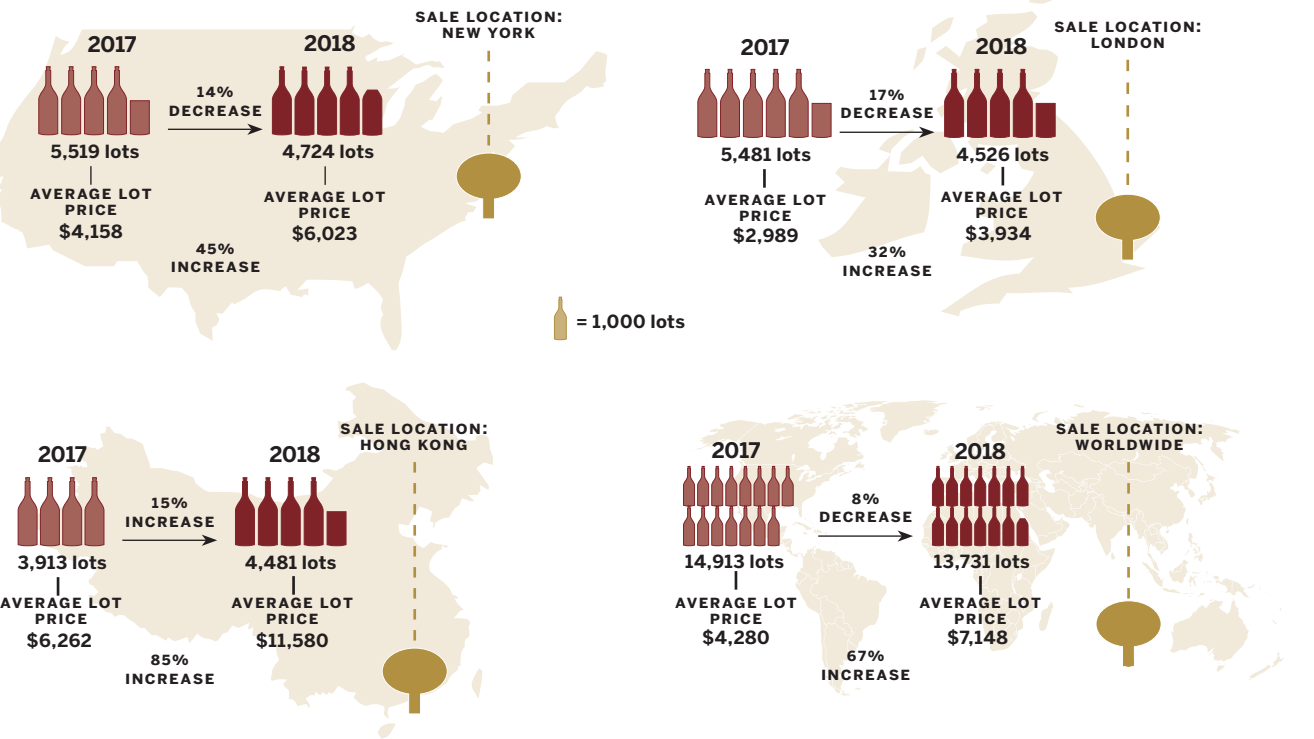 SALE LOCATION:
NEW YORK
2017
2018
14%
DECREASE
5,519 lots
4,724 lots
AVERAGE LOT
PRICE
$4,158
AVERAGE LOT
PRICE
$6,023
45%
INCREASE
SALE LOCATION:
LONDON
2017
2018
17%
DECREASE
5,481 lots
4,526 lots
AVERAGE LOT
PRICE
$2,989
AVERAGE LOT
PRICE
$3,934
32%
INCREASE
= 1,000 lots
SALE LOCATION:
HONG KONG
2017
2018
15%
INCREASE
3,913 lots
4,481 lots
AVERAGE LOT
PRICE
$6,262
AVERAGE LOT
PRICE
$11,580
85%
INCREASE
SALE LOCATION:
WORLDWIDE
2017
2018
8%
DECREASE
14,913 lots
13,731 lots
AVERAGE LOT
PRICE
$4,280
AVERAGE LOT
PRICE
$7,148
67%
INCREASE